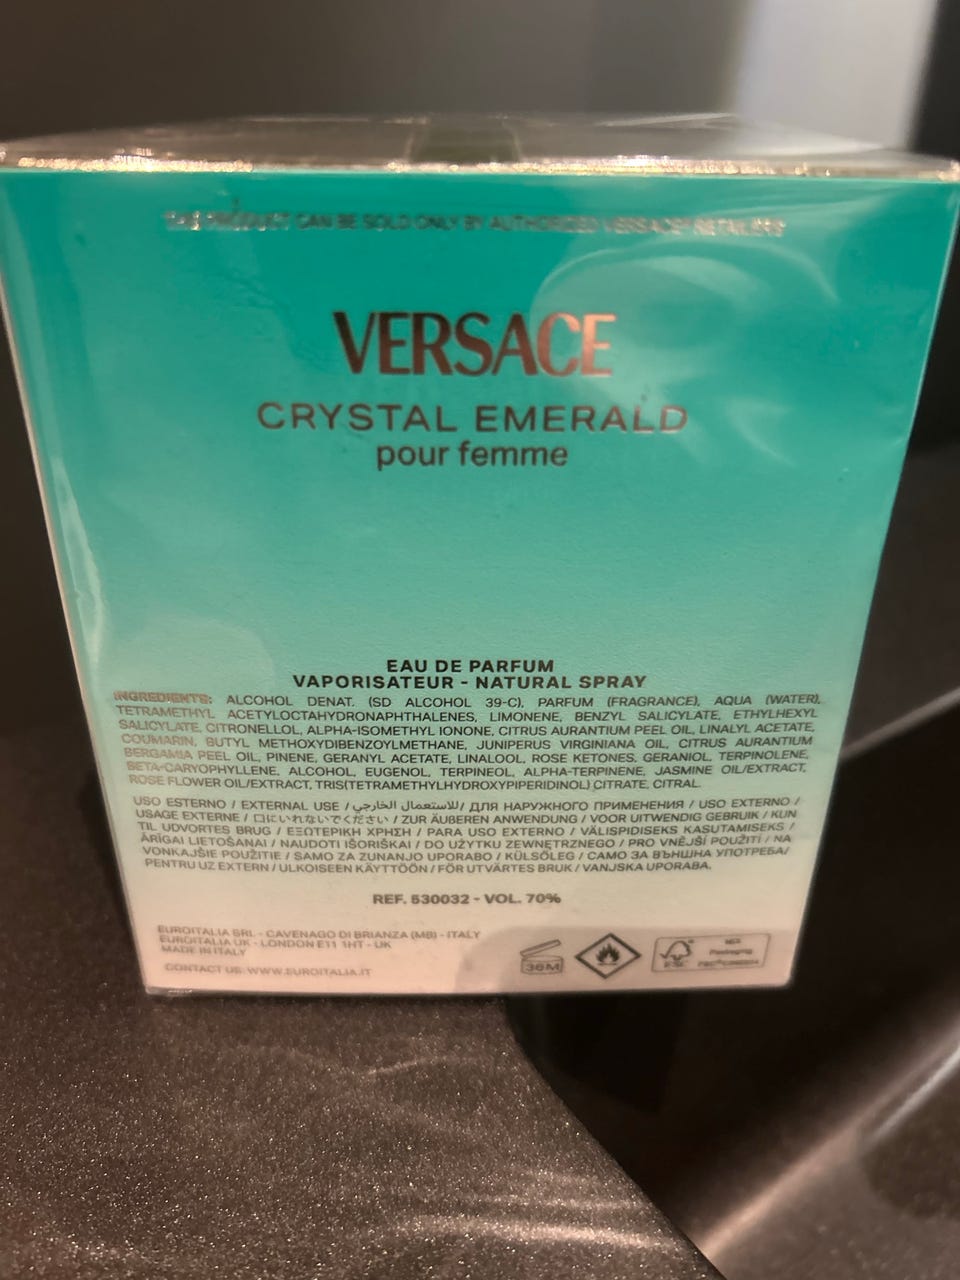 THIS PRODUCT CAN BE SOLD ONLY BY AUTHORIZED VERSACE® RETAILERS
VERSACE
CRYSTAL EMERALD
pour femme
EAU DE PARFUM
VAPORISATEUR - NATURAL SPRAY
INGREDIENTS: ALCOHOL DENAT. (SD ALCOHOL 39-C), PARFUM (FRAGRANCE), AQUA (WATER),
TETRAMETHYL ACETYLOCTAHYDRONAPHTHALENES, LIMONENE, BENZYL SALICYLATE, ETHYLHEXYL
SALICYLATE, CITRONELLOL, ALPHA-ISOMETHYL IONONE, CITRUS AURANTIUM PEEL OIL, LINALYL ACETATE,
COUMARIN, BUTYL METHOXYDIBENZOYLMETHANE, JUNIPERUS VIRGINIANA OIL, CITRUS AURANTIUM
BERGAMIA PEEL OIL, PINENE, GERANYL ACETATE, LINALOOL, ROSE KETONES, GERANIOL, TERPINOLENE,
BETA-CARYOPHYLLENE, ALCOHOL, EUGENOL, TERPINEOL, ALPHA-TERPINENE, JASMINE OIL/EXTRACT,
ROSE FLOWER OIL/EXTRACT, TRIS(TETRAMETHYLHYDROXYPIPERIDINOL) CITRATE, CITRAL.
USO ESTERNO / EXTERNAL USE / للاستعمال الخارجي / ДЛЯ НАРУЖНОГО ПРИМЕНЕНИЯ / USO EXTERNO /
USAGE EXTERNE / 口にいれないでください / ZUR ÄUßEREN ANWENDUNG / VOOR UITWENDIG GEBRUIK / KUN
TIL UDVORTES BRUG / ΕΞΩΤΕΡΙΚΗ ΧΡΗΣΗ / PARA USO EXTERNO / VÄLISPIDISEKS KASUTAMISEKS /
ĀRĪGAI LIETOŠANAI / NAUDOTI IŠORIŠKAI / DO UŻYTKU ZEWNĘTRZNEGO / PRO VNĚJŠÍ POUŽITÍ / NA
VONKAJŠIE POUŽITIE / SAMO ZA ZUNANJO UPORABO / KÜLSŐLEG / САМО ЗА ВЪНШНА УПОТРЕБА/
PENTRU UZ EXTERN / ULKOISEEN KÄYTTÖÖN / FÖR UTVÄRTES BRUK / VANJSKA UPORABA.
REF. 530032 - VOL. 70%
EUROITALIA SRL - CAVENAGO DI BRIANZA (MB) - ITALY
EUROITALIA UK - LONDON E11 1HT - UK
MADE IN ITALY
CONTACT US: WWW.EUROITALIA.IT
36M
FSC
MIX
Packaging